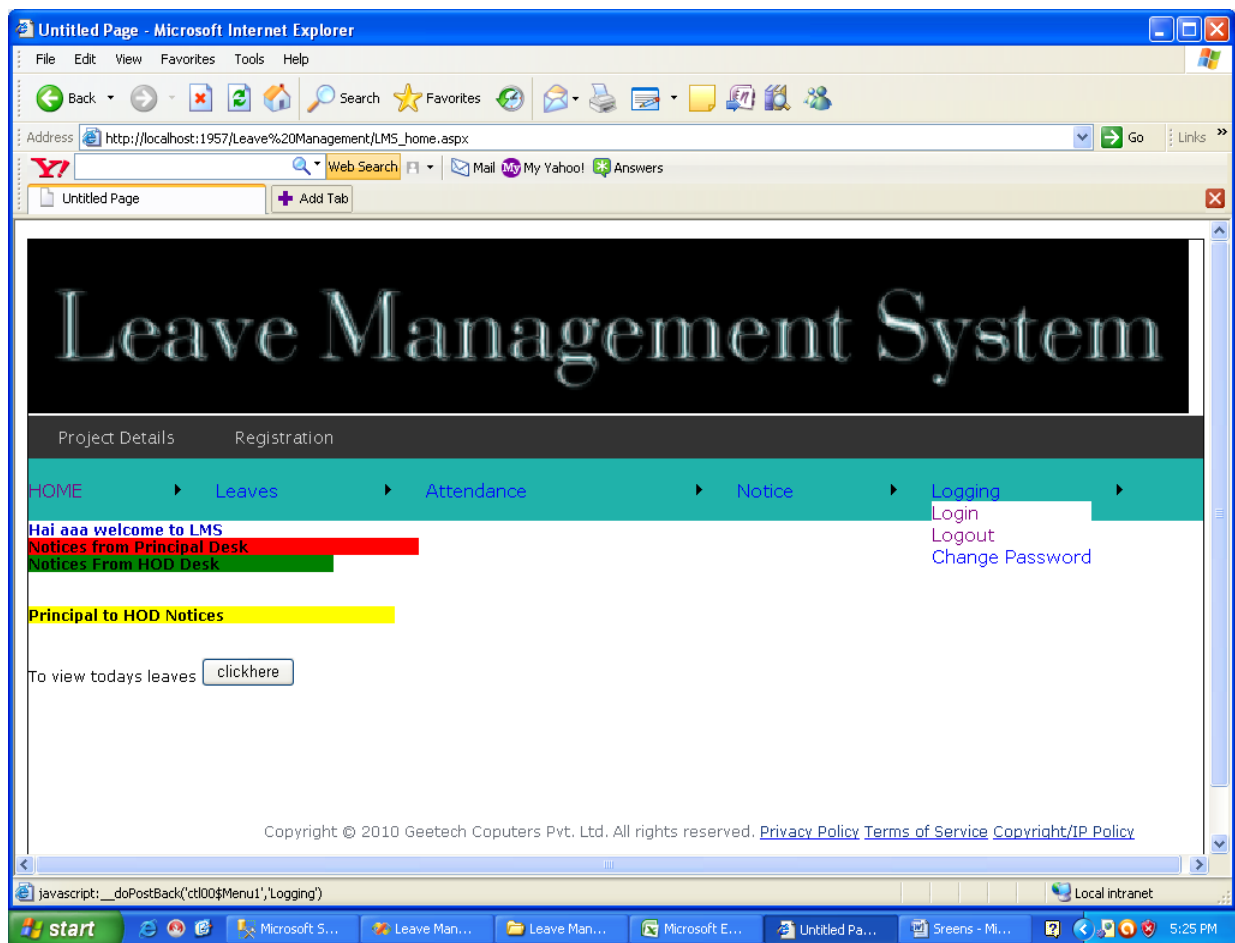 Untitled Page - Microsoft Internet Explorer
File Edit View Favorites Tools Help
Back Search Favorites
Address http://localhost:1957/Leave%20Management/LMS_home.aspx Go Links »
Y! Web Search Mail My My Yahoo! Answers
Untitled Page Add Tab
Leave Management System
Project Details Registration
HOME Leaves Attendance Notice Logging
Login
Logout
Change Password
Hai aaa welcome to LMS
Notices from Principal Desk
Notices From HOD Desk
Principal to HOD Notices
To view todays leaves clickhere
Copyright © 2010 Geetech Coputers Pvt. Ltd. All rights reserved. Privacy Policy Terms of Service Copyright/IP Policy
javascript:__doPostBack('ctl00$Menu1','Logging') Local intranet
start Microsoft S... Leave Man... Leave Man... Microsoft E... Untitled Pa... Sreens - Mi... 5:25 PM